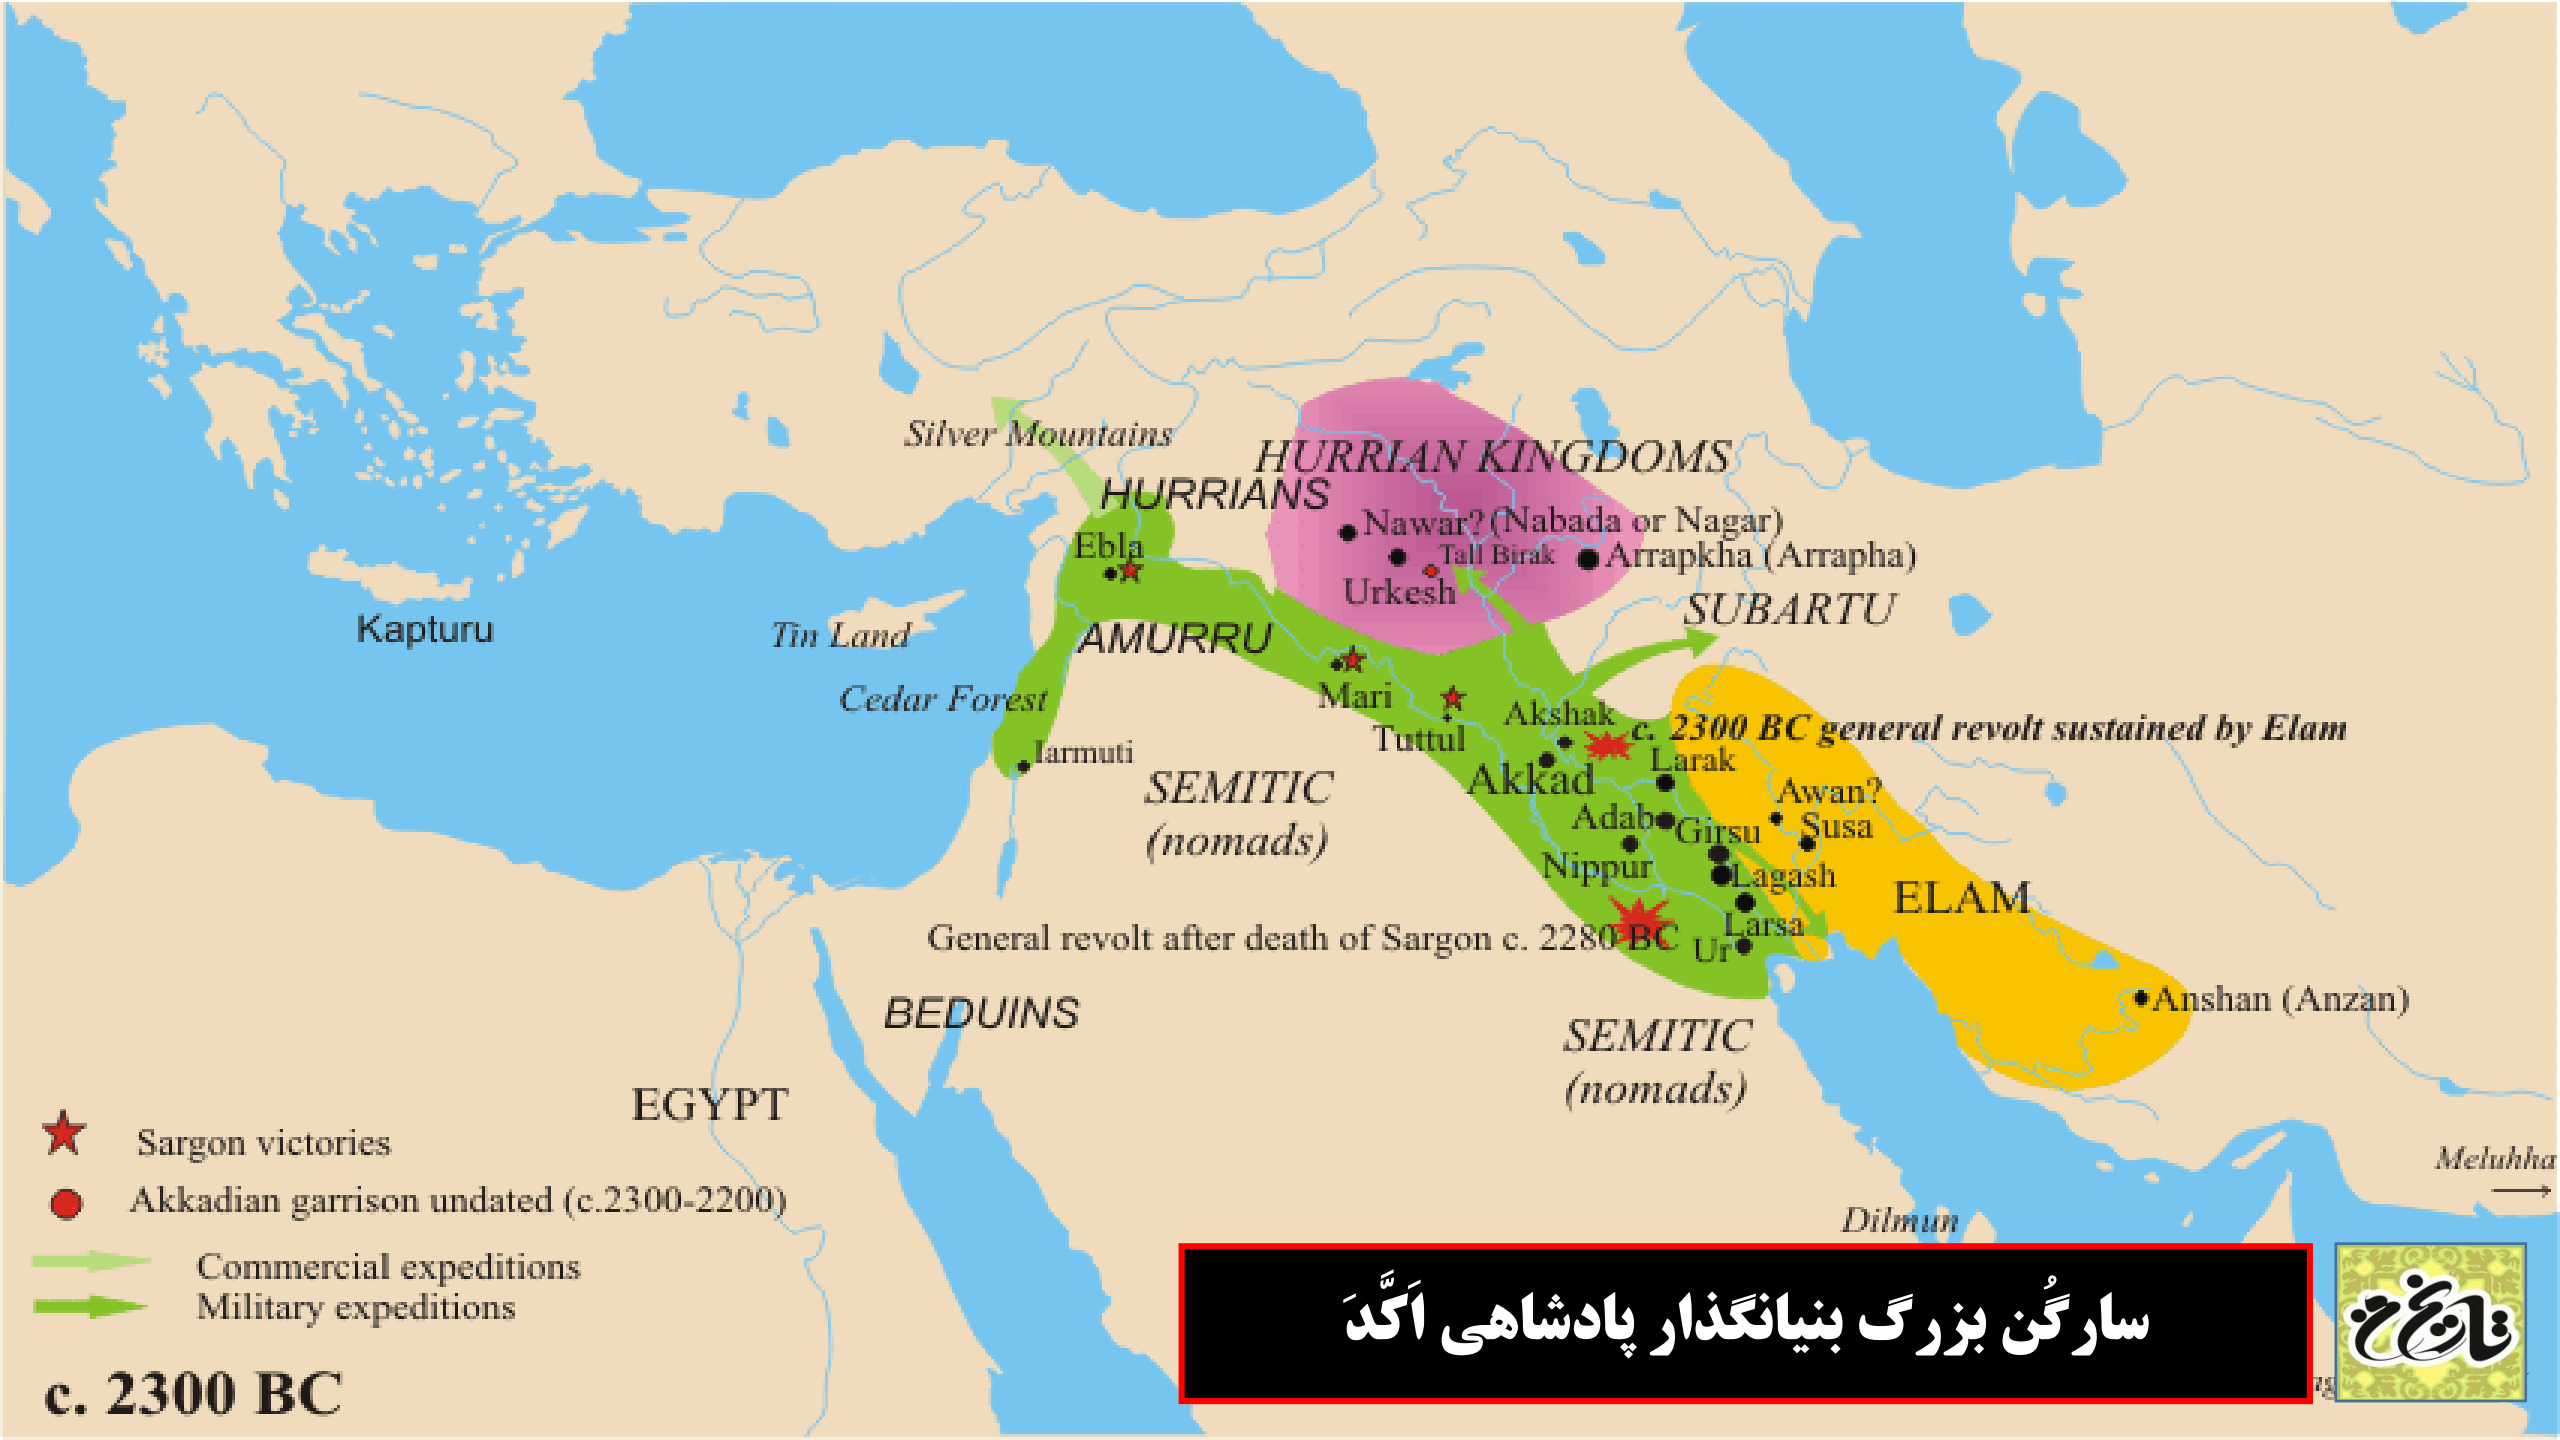 Silver Mountains
HURRIAN KINGDOMS
HURRIANS
Nawar? (Nabada or Nagar)
Ebla
Tall Birak
Arrapkha (Arrapha)
Urkesh
SUBARTU
Kapturu
Tin Land
AMURRU
Cedar Forest
Mari
Akshak
c. 2300 BC general revolt sustained by Elam
Tuttul
Iarmuti
Larak
SEMITIC
(nomads)
Akkad
Awan?
Adab
Girsu
Susa
Nippur
Lagash
ELAM
General revolt after death of Sargon c. 2280 BC
Larsa
Ur
Anshan (Anzan)
BEDUINS
SEMITIC
(nomads)
EGYPT
Sargon victories
Meluhha
Akkadian garrison undated (c.2300-2200)
Dilmun
Commercial expeditions
Military expeditions
سارگُن بزرگ بنیانگذار پادشاهی اَکَّدَ
c. 2300 BC